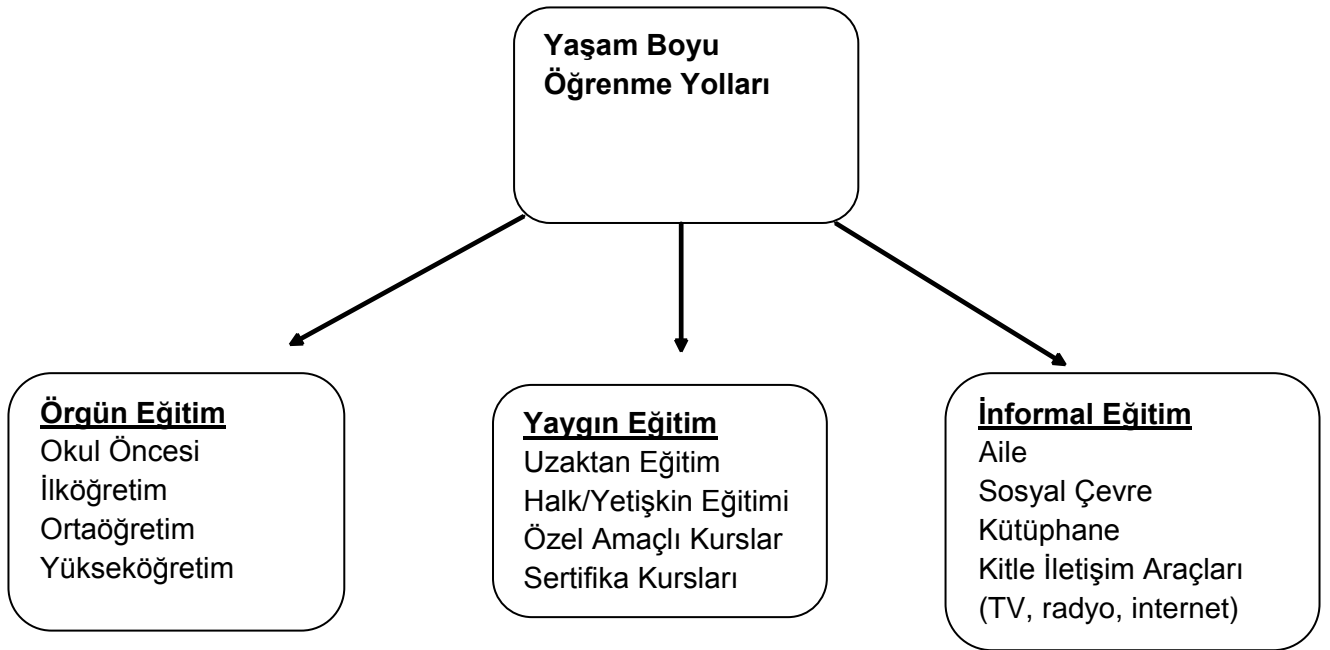 Yaşam Boyu
Öğrenme Yolları
Örgün Eğitim
Okul Öncesi
İlköğretim
Ortaöğretim
Yükseköğretim
Yaygın Eğitim
Uzaktan Eğitim
Halk/Yetişkin Eğitimi
Özel Amaçlı Kurslar
Sertifika Kursları
İnformal Eğitim
Aile
Sosyal Çevre
Kütüphane
Kitle İletişim Araçları
(TV, radyo, internet)